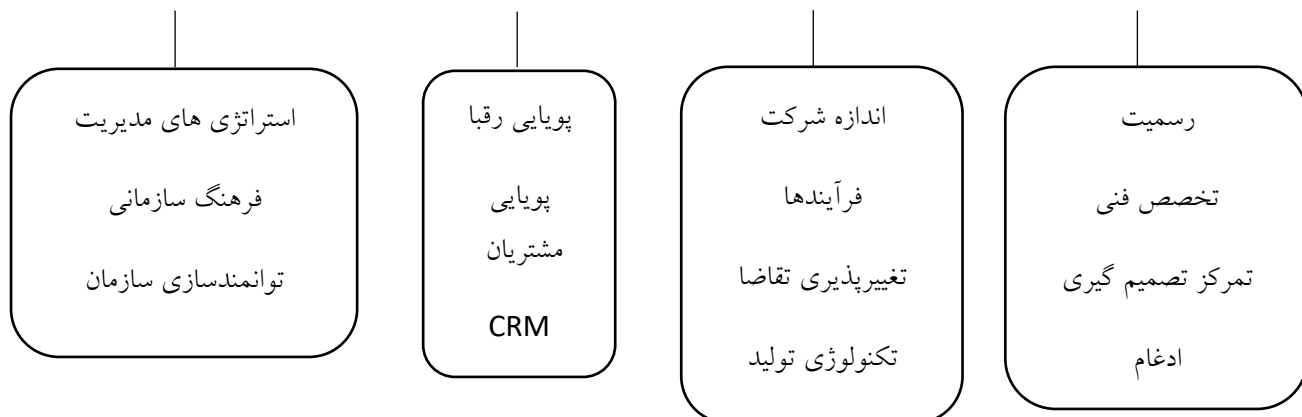 رسمیت
تخصص فنی
تمرکز تصمیم گیری
ادغام
اندازه شرکت
فرآیندها
تغییرپذیری تقاضا
تکنولوژی تولید
پویایی رقبا
پویایی
مشتریان
CRM
استراتژی های مدیریت
فرهنگ سازمانی
توانمندسازی سازمان